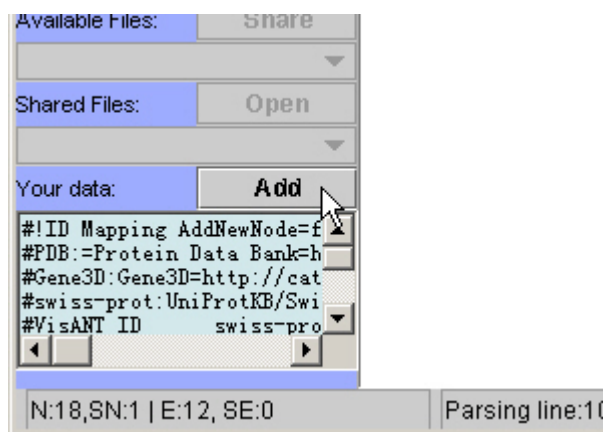 Available Files: Share
Shared Files: Open
Your data: Add
#!ID Mapping AddNewNode=f
#PDB:=Protein Data Bank=h
#Gene3D:Gene3D=http://cat
#swiss-prot:UniProtKB/Swi
#VisANT ID swiss-pro
N:18,SN:1 | E:12, SE:0 Parsing line:10